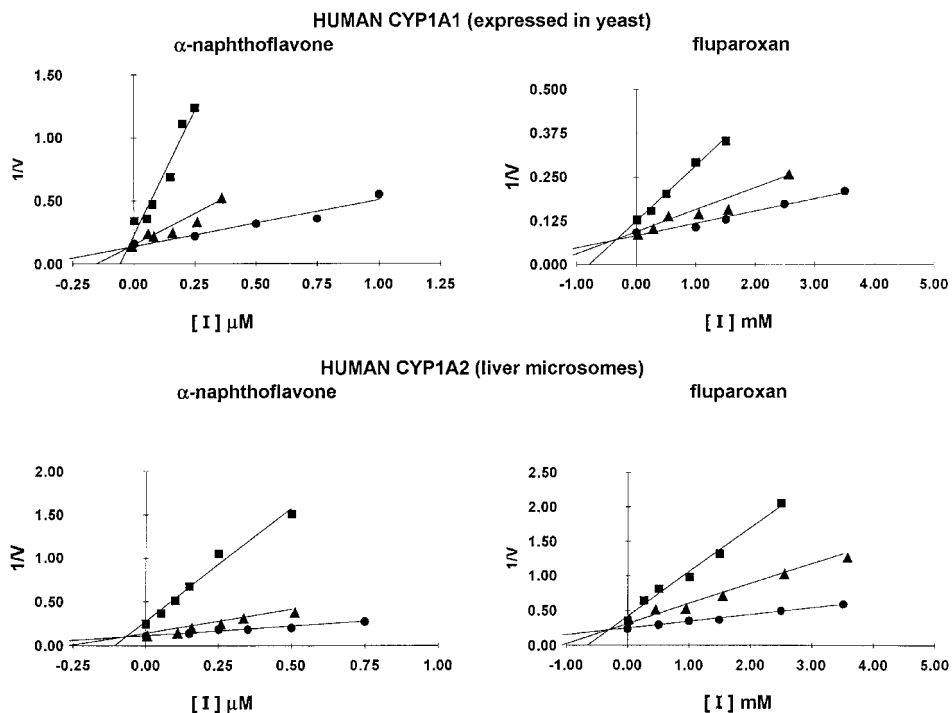 HUMAN CYP1A1 (expressed in yeast)
α-naphthoflavone
fluparoxan
1.50
1.00
0.50
0.00
1/V
-0.25 0.00 0.25 0.50 0.75 1.00 1.25
[ I ] μM
0.500
0.375
0.250
0.125
0.000
1/V
-1.00 0.00 1.00 2.00 3.00 4.00 5.00
[ I ] mM
HUMAN CYP1A2 (liver microsomes)
α-naphthoflavone
fluparoxan
2.00
1.50
1.00
0.50
0.00
1/V
-0.25 0.00 0.25 0.50 0.75 1.00
[ I ] μM
2.50
2.00
1.50
1.00
0.50
0.00
1/V
-1.00 0.00 1.00 2.00 3.00 4.00 5.00
[ I ] mM